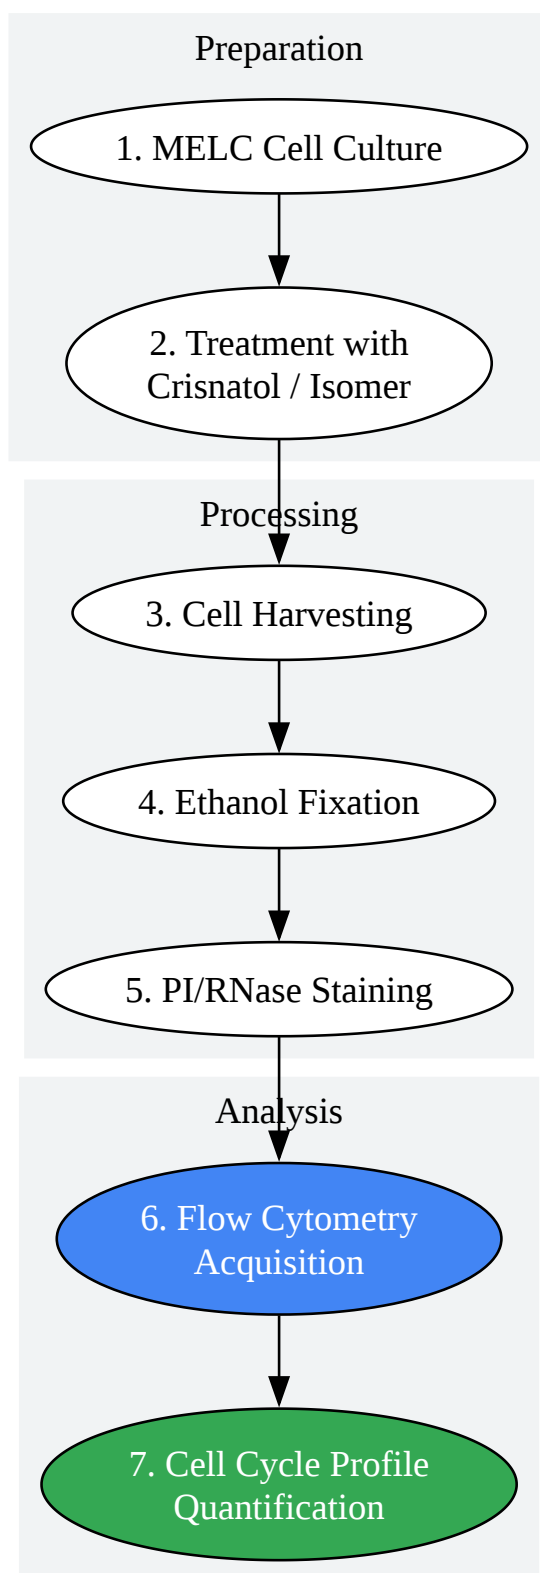 Preparation
1. MELC Cell Culture
2. Treatment with
Crisnatol / Isomer
Processing
3. Cell Harvesting
4. Ethanol Fixation
5. PI/RNase Staining
Analysis
6. Flow Cytometry
Acquisition
7. Cell Cycle Profile
Quantification